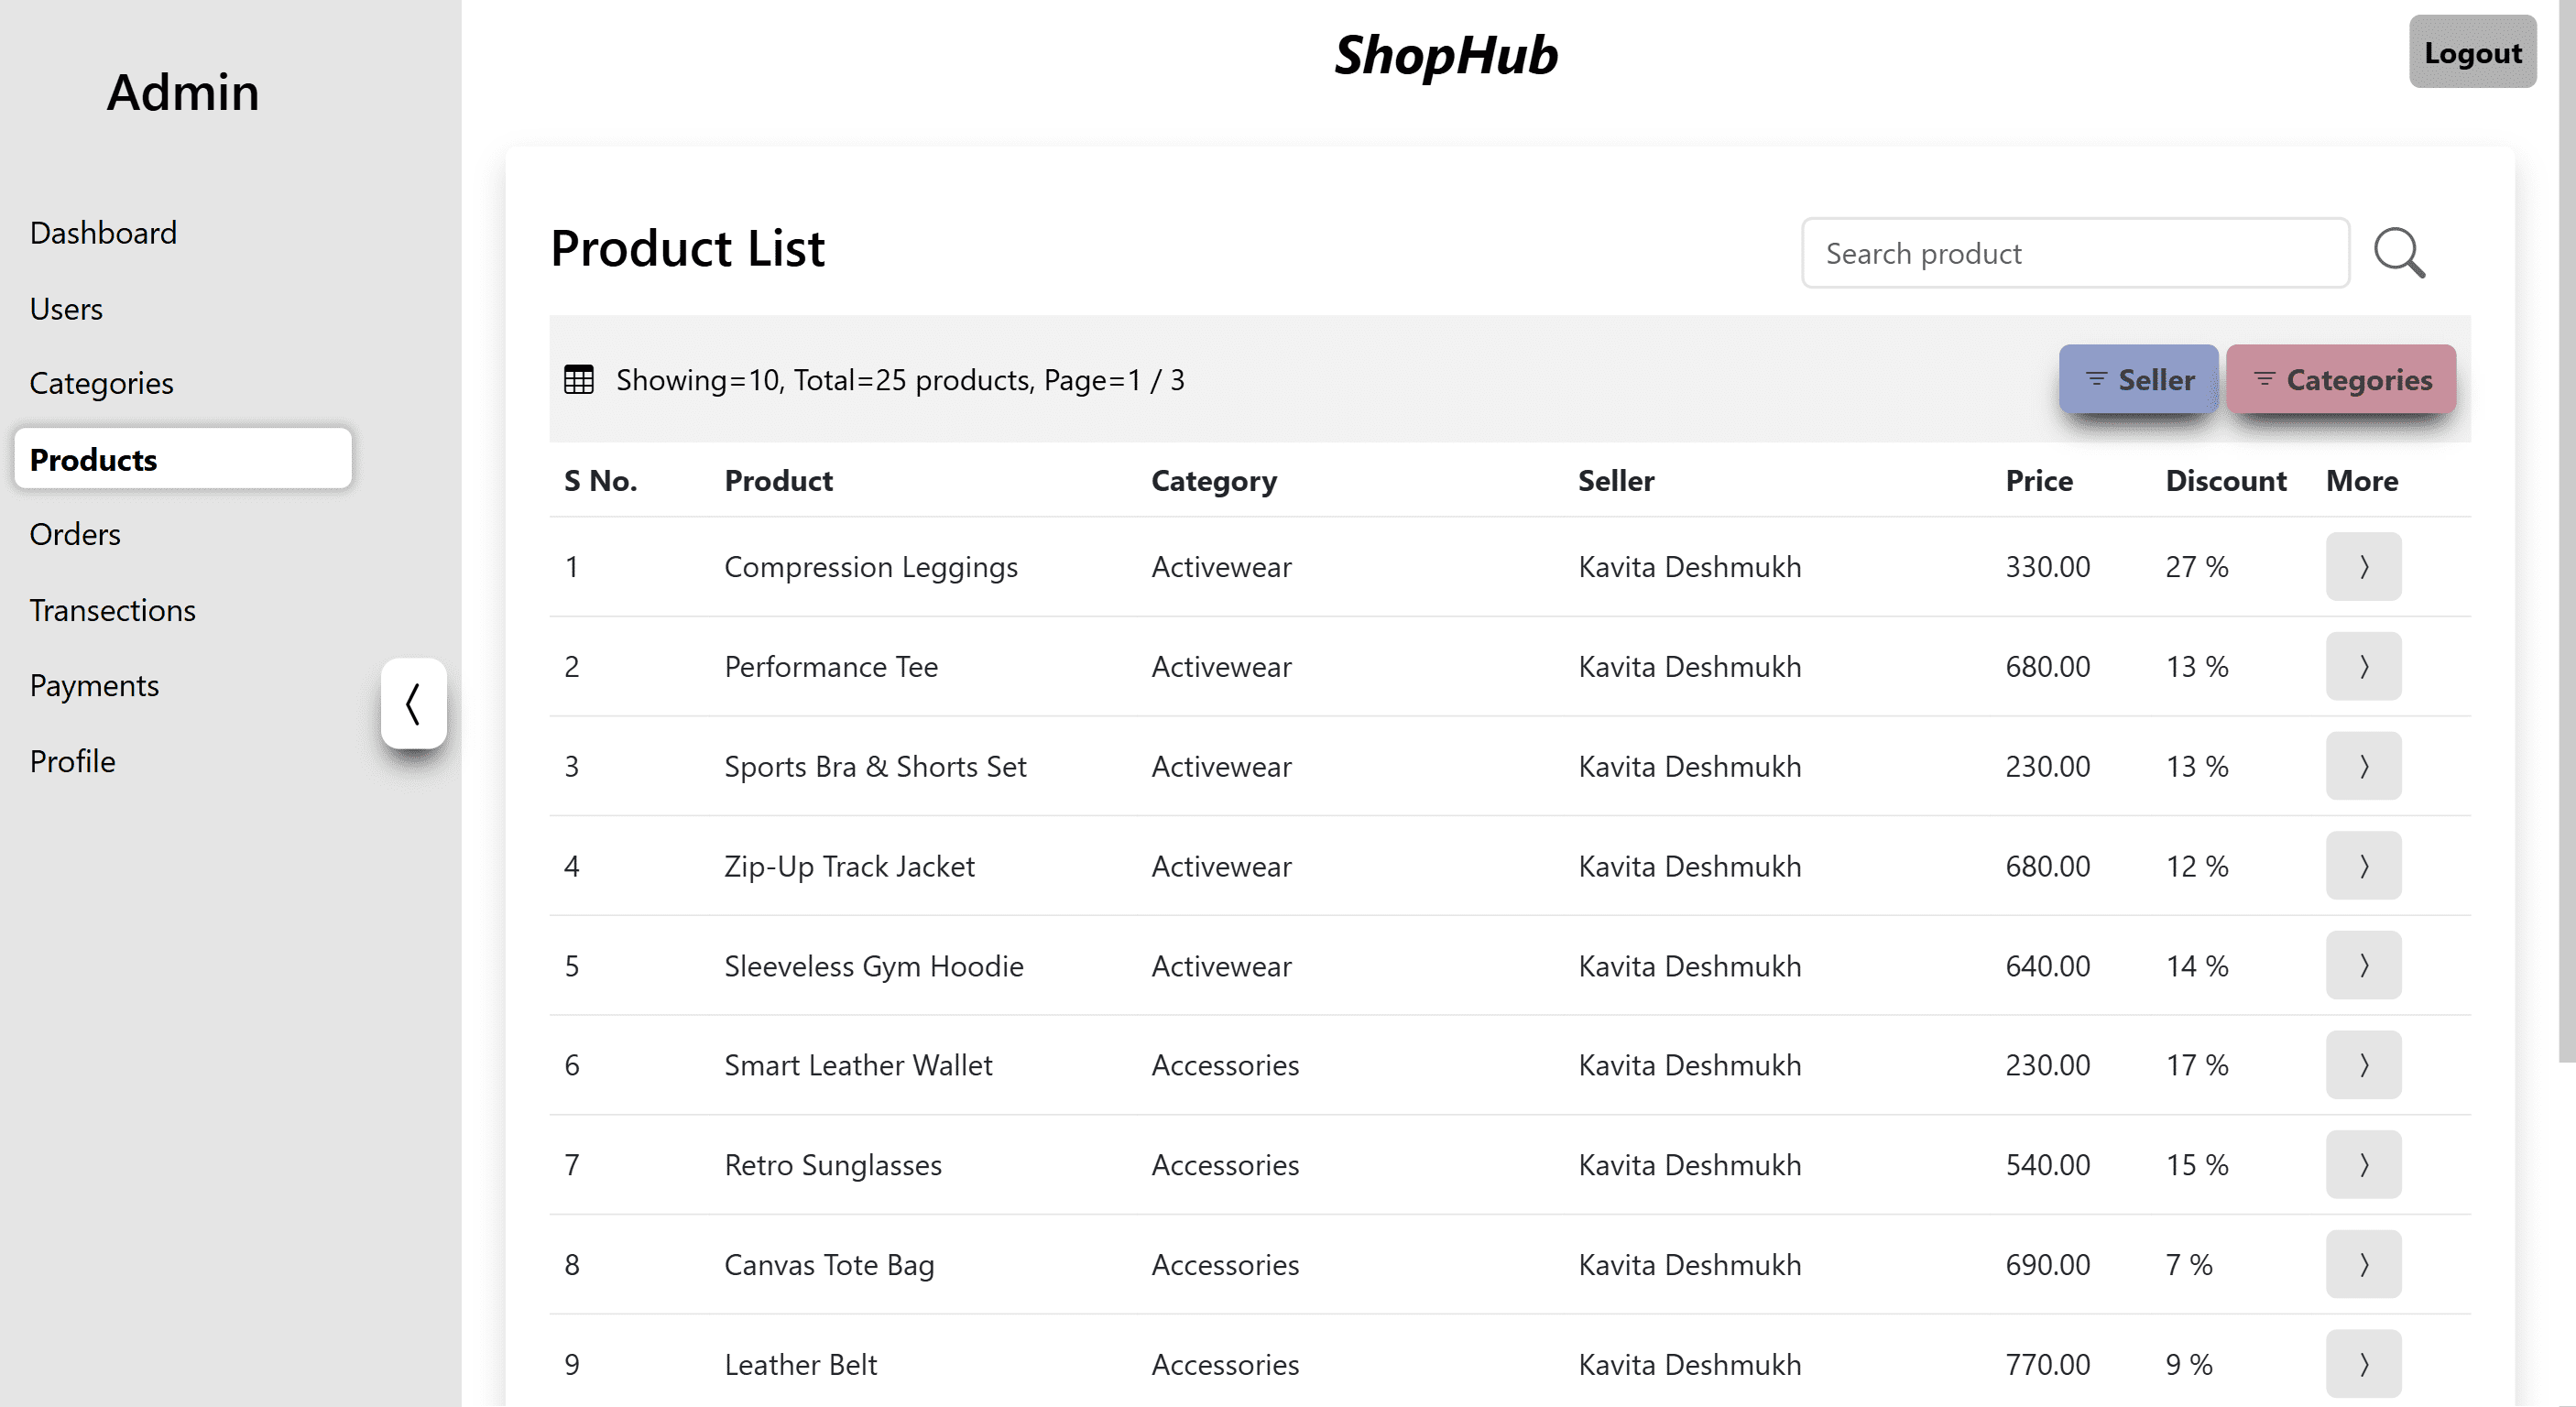 Admin
ShopHub
Logout
Dashboard
Users
Categories
Products
Orders
Transections
Payments
Profile
Product List
Search product
Showing=10, Total=25 products, Page=1 / 3
Seller
Categories
S No. Product Category Seller Price Discount More
1 Compression Leggings Activewear Kavita Deshmukh 330.00 27 %
2 Performance Tee Activewear Kavita Deshmukh 680.00 13 %
3 Sports Bra & Shorts Set Activewear Kavita Deshmukh 230.00 13 %
4 Zip-Up Track Jacket Activewear Kavita Deshmukh 680.00 12 %
5 Sleeveless Gym Hoodie Activewear Kavita Deshmukh 640.00 14 %
6 Smart Leather Wallet Accessories Kavita Deshmukh 230.00 17 %
7 Retro Sunglasses Accessories Kavita Deshmukh 540.00 15 %
8 Canvas Tote Bag Accessories Kavita Deshmukh 690.00 7 %
9 Leather Belt Accessories Kavita Deshmukh 770.00 9 %